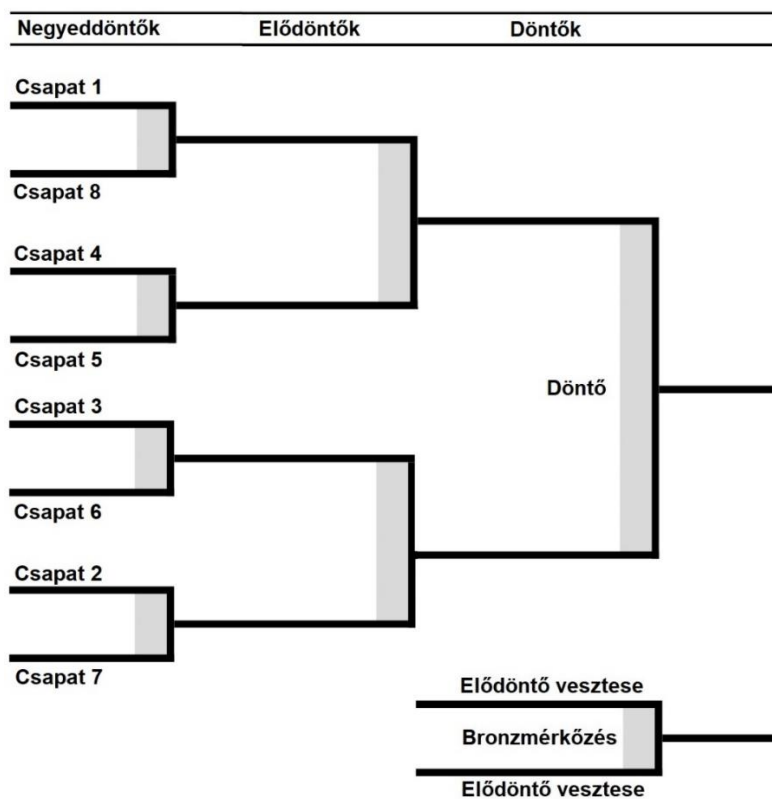 Negyeddöntők Elődöntők Döntők
Csapat 1
Csapat 8
Csapat 4
Csapat 5
Döntő
Csapat 3
Csapat 6
Csapat 2
Csapat 7
Elődöntő vesztese
Bronzmérkőzés
Elődöntő vesztese